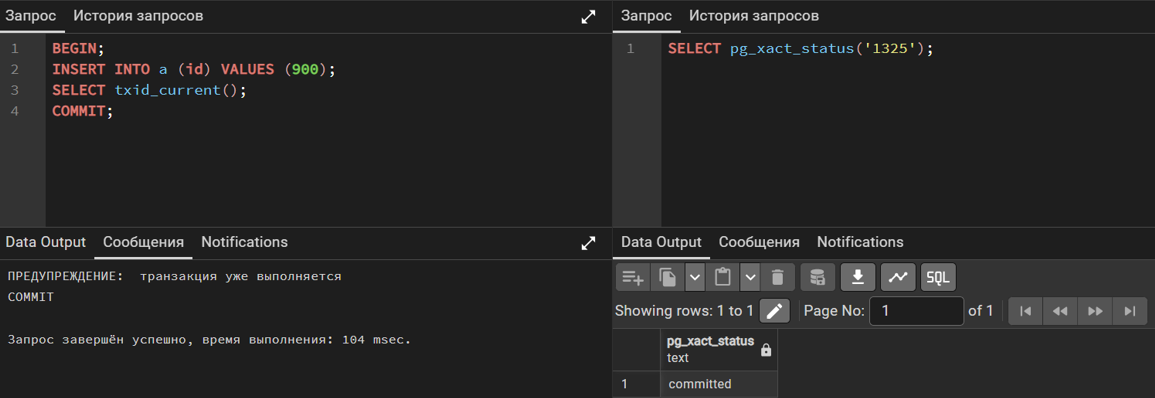 Запрос История запросов
1 BEGIN;
2 INSERT INTO a (id) VALUES (900);
3 SELECT txid_current();
4 COMMIT;
Data Output Сообщения Notifications
ПРЕДУПРЕЖДЕНИЕ: транзакция уже выполняется
COMMIT
Запрос завершён успешно, время выполнения: 104 msec.
Запрос История запросов
1 SELECT pg_xact_status('1325');
Data Output Сообщения Notifications
SQL
Showing rows: 1 to 1 Page No: 1 of 1
pg_xact_status
text
1 committed